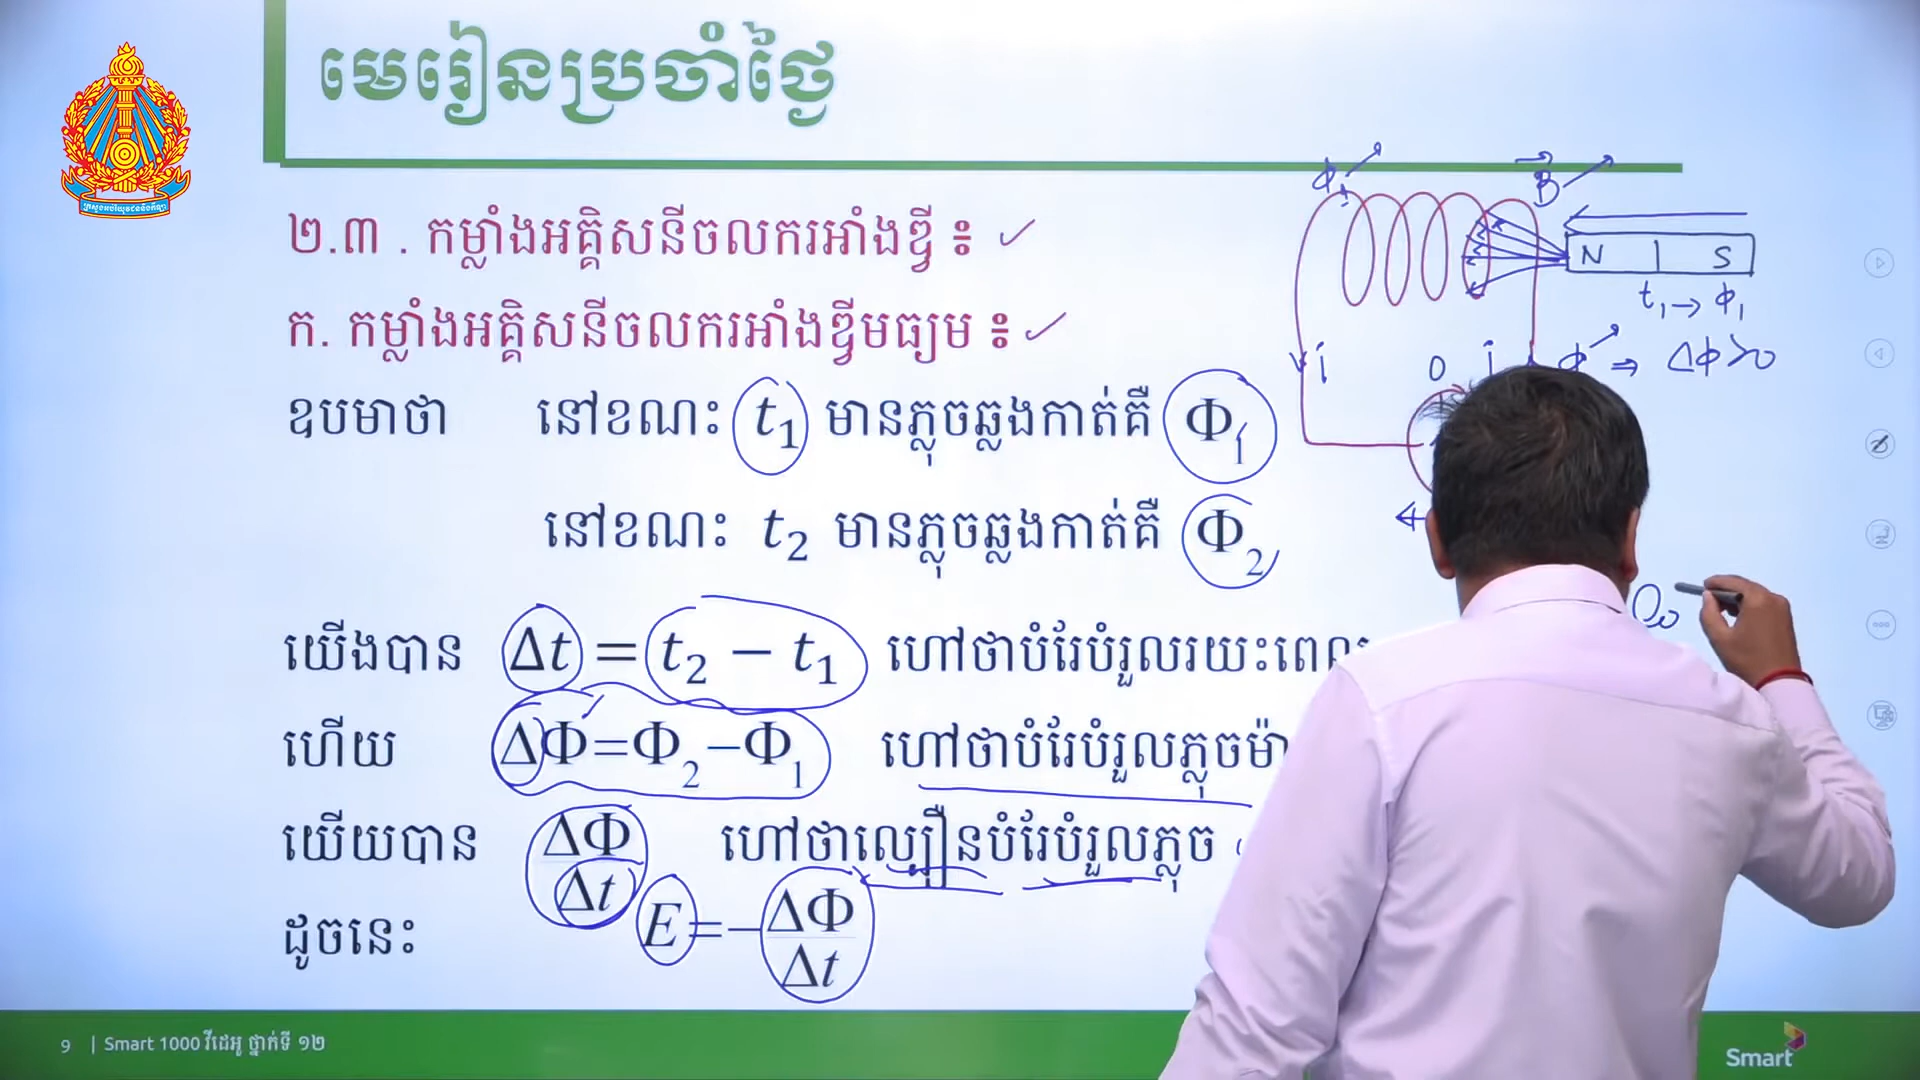 មេរៀនប្រចាំថ្ងៃ
២.៣ . កម្លាំងអគ្គិសនីចលករអាំងឌ្វី ៖
ក. កម្លាំងអគ្គិសនីចលករអាំងឌ្វីមធ្យម ៖
ឧបមាថា នៅខណៈ t₁ មានភ្លុចឆ្លងកាត់គឺ Φ₁
នៅខណៈ t₂ មានភ្លុចឆ្លងកាត់គឺ Φ₂
យើងបាន Δt = t₂ − t₁ ហៅថាបំរែបំរួលរយៈពេល
ហើយ ΔΦ=Φ₂−Φ₁ ហៅថាបំរែបំរួលភ្លុចម៉ា
យើយបាន ΔΦ/Δt ហៅថាល្បឿនបំរែបំរួលភ្លុច
ដូចនេះ E=−ΔΦ/Δt
Φ₁
B
N | S
t₁ → Φ₁
i 0 i Φ ⇒ ΔΦ>0
9 | Smart 1000 វីដេអូ ថ្នាក់ទី ១២
Smart